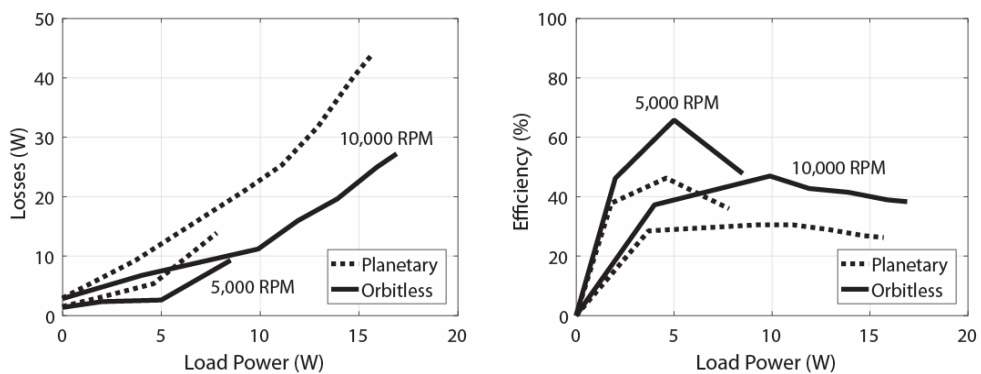 50
40
30
20
10
0
0 5 10 15 20
Losses (W)
Load Power (W)
10,000 RPM
5,000 RPM
Planetary
Orbitless
100
80
60
40
20
0
0 5 10 15 20
Efficiency (%)
Load Power (W)
5,000 RPM
10,000 RPM
Planetary
Orbitless